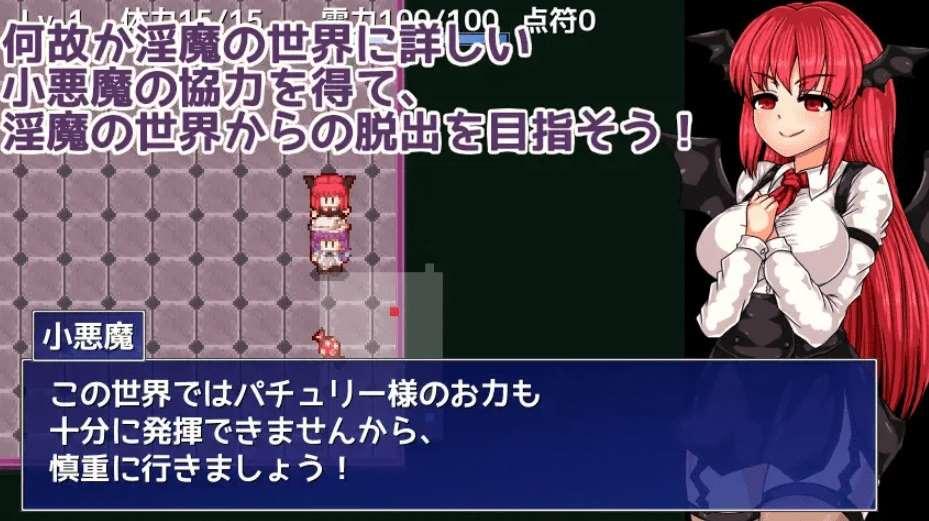 Lv 1 体力15/15 霊力100/100 点符0
何故か淫魔の世界に詳しい
小悪魔の協力を得て、
淫魔の世界からの脱出を目指そう！
小悪魔
この世界ではパチュリー様のお力も
十分に発揮できませんから、
慎重に行きましょう！